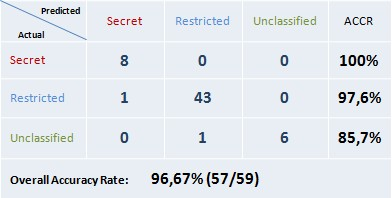 Predicted
Actual
Secret Restricted Unclassified ACCR
Secret 8 0 0 100%
Restricted 1 43 0 97,6%
Unclassified 0 1 6 85,7%
Overall Accuracy Rate: 96,67% (57/59)